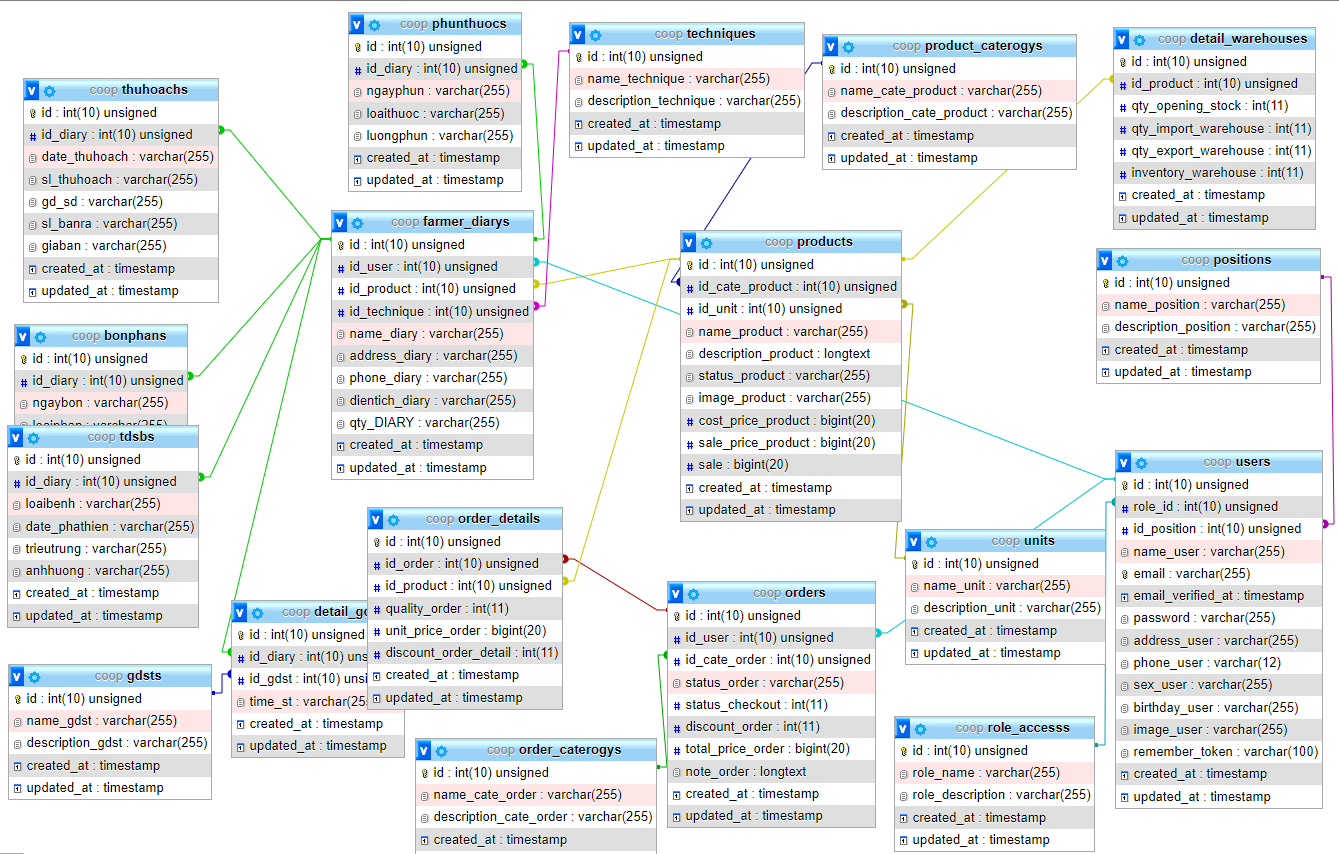 coop thuhoachs
id : int(10) unsigned
id_diary : int(10) unsigned
date_thuhoach : varchar(255)
sl_thuhoach : varchar(255)
gd_sd : varchar(255)
sl_banra : varchar(255)
giaban : varchar(255)
created_at : timestamp
updated_at : timestamp
coop phunthuocs
id : int(10) unsigned
id_diary : int(10) unsigned
ngayphun : varchar(255)
loaithuoc : varchar(255)
luongphun : varchar(255)
created_at : timestamp
updated_at : timestamp
coop techniques
id : int(10) unsigned
name_technique : varchar(255)
description_technique : varchar(255)
created_at : timestamp
updated_at : timestamp
coop product_caterogys
id : int(10) unsigned
name_cate_product : varchar(255)
description_cate_product : varchar(255)
created_at : timestamp
updated_at : timestamp
coop detail_warehouses
id : int(10) unsigned
id_product : int(10) unsigned
qty_opening_stock : int(11)
qty_import_warehouse : int(11)
qty_export_warehouse : int(11)
inventory_warehouse : int(11)
created_at : timestamp
updated_at : timestamp
coop farmer_diarys
id : int(10) unsigned
id_user : int(10) unsigned
id_product : int(10) unsigned
id_technique : int(10) unsigned
name_diary : varchar(255)
address_diary : varchar(255)
phone_diary : varchar(255)
dientich_diary : varchar(255)
qty_DIARY : varchar(255)
created_at : timestamp
updated_at : timestamp
coop products
id : int(10) unsigned
id_cate_product : int(10) unsigned
id_unit : int(10) unsigned
name_product : varchar(255)
description_product : longtext
status_product : varchar(255)
image_product : varchar(255)
cost_price_product : bigint(20)
sale_price_product : bigint(20)
sale : bigint(20)
created_at : timestamp
updated_at : timestamp
coop positions
id : int(10) unsigned
name_position : varchar(255)
description_position : varchar(255)
created_at : timestamp
updated_at : timestamp
coop bonphans
id : int(10) unsigned
id_diary : int(10) unsigned
ngaybon : varchar(255)
coop tdsbs
id : int(10) unsigned
id_diary : int(10) unsigned
loaibenh : varchar(255)
date_phathien : varchar(255)
trieutrung : varchar(255)
anhhuong : varchar(255)
created_at : timestamp
updated_at : timestamp
coop users
id : int(10) unsigned
role_id : int(10) unsigned
id_position : int(10) unsigned
name_user : varchar(255)
email : varchar(255)
email_verified_at : timestamp
password : varchar(255)
address_user : varchar(255)
phone_user : varchar(12)
sex_user : varchar(255)
birthday_user : varchar(255)
image_user : varchar(255)
remember_token : varchar(100)
created_at : timestamp
updated_at : timestamp
coop order_details
id : int(10) unsigned
id_order : int(10) unsigned
id_product : int(10) unsigned
quality_order : int(11)
unit_price_order : bigint(20)
discount_order_detail : int(11)
created_at : timestamp
updated_at : timestamp
coop units
id : int(10) unsigned
name_unit : varchar(255)
description_unit : varchar(255)
created_at : timestamp
updated_at : timestamp
coop orders
id : int(10) unsigned
id_user : int(10) unsigned
id_cate_order : int(10) unsigned
status_order : varchar(255)
status_checkout : int(11)
discount_order : int(11)
total_price_order : bigint(20)
note_order : longtext
created_at : timestamp
updated_at : timestamp
coop
id : int(10) unsigned
id_diary : int(10)
id_gdst : int(10)
time_st :
created_at : timestamp
updated_at : timestamp
coop gdsts
id : int(10) unsigned
name_gdst : varchar(255)
description_gdst : varchar(255)
created_at : timestamp
updated_at : timestamp
coop role_accesss
id : int(10) unsigned
role_name : varchar(255)
role_description : varchar(255)
created_at : timestamp
updated_at : timestamp
coop order_caterogys
id : int(10) unsigned
name_cate_order : varchar(255)
description_cate_order : varchar(255)
created_at : timestamp